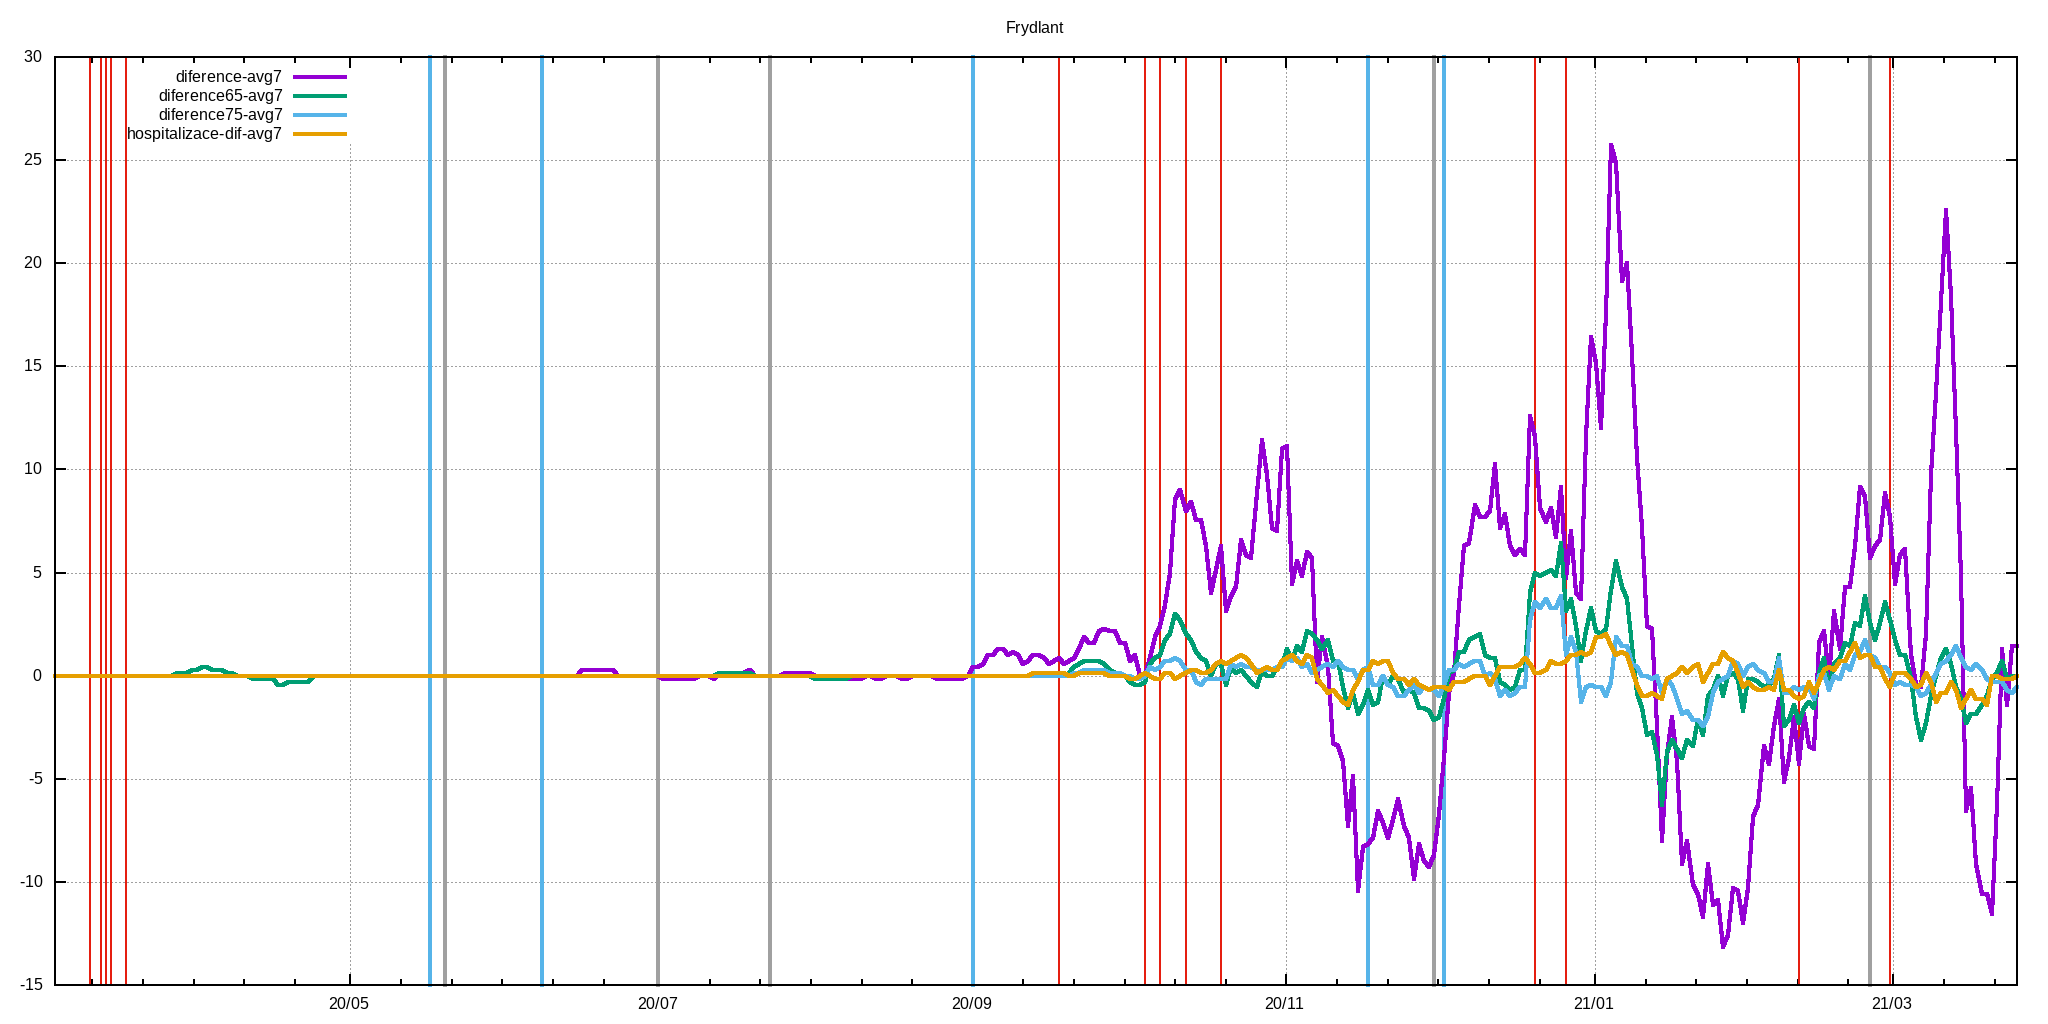 Frydlant
30
diference-avg7
diference65-avg7
diference75-avg7
hospitalizace-dif-avg7
25
20
15
10
5
0
-5
-10
-15
20/05 20/07 20/09 20/11 21/01 21/03